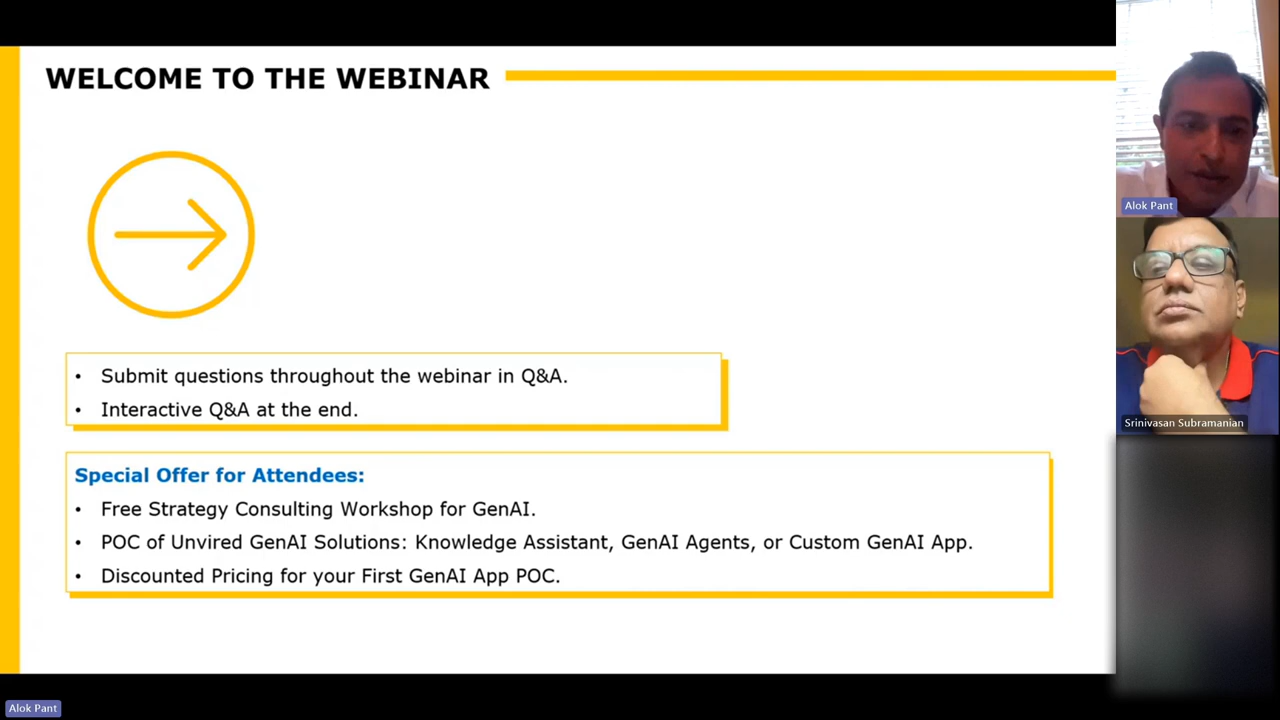 WELCOME TO THE WEBINAR
• Submit questions throughout the webinar in Q&A.
• Interactive Q&A at the end.
Special Offer for Attendees:
• Free Strategy Consulting Workshop for GenAI.
• POC of Unvired GenAI Solutions: Knowledge Assistant, GenAI Agents, or Custom GenAI App.
• Discounted Pricing for your First GenAI App POC.
Alok Pant
Srinivasan Subramanian
Alok Pant